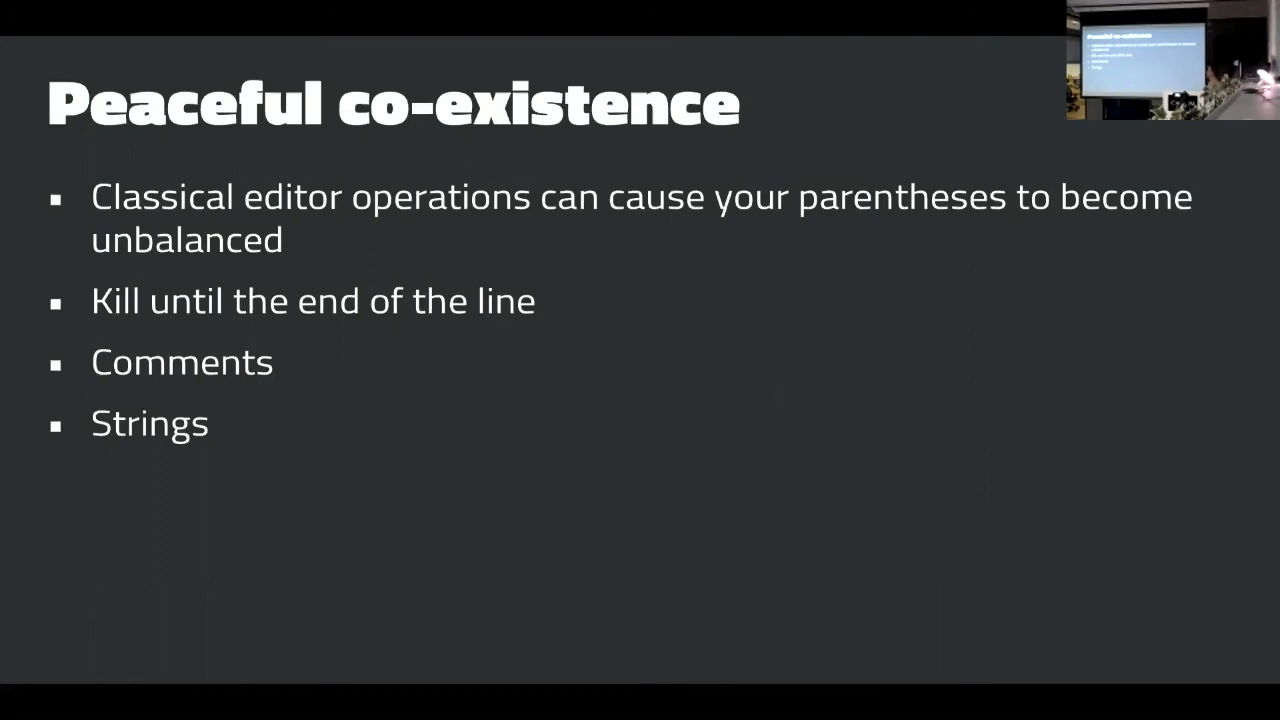 Peaceful co-existence
▪ Classical editor operations can cause your parentheses to become
unbalanced
▪ Kill until the end of the line
▪ Comments
▪ Strings